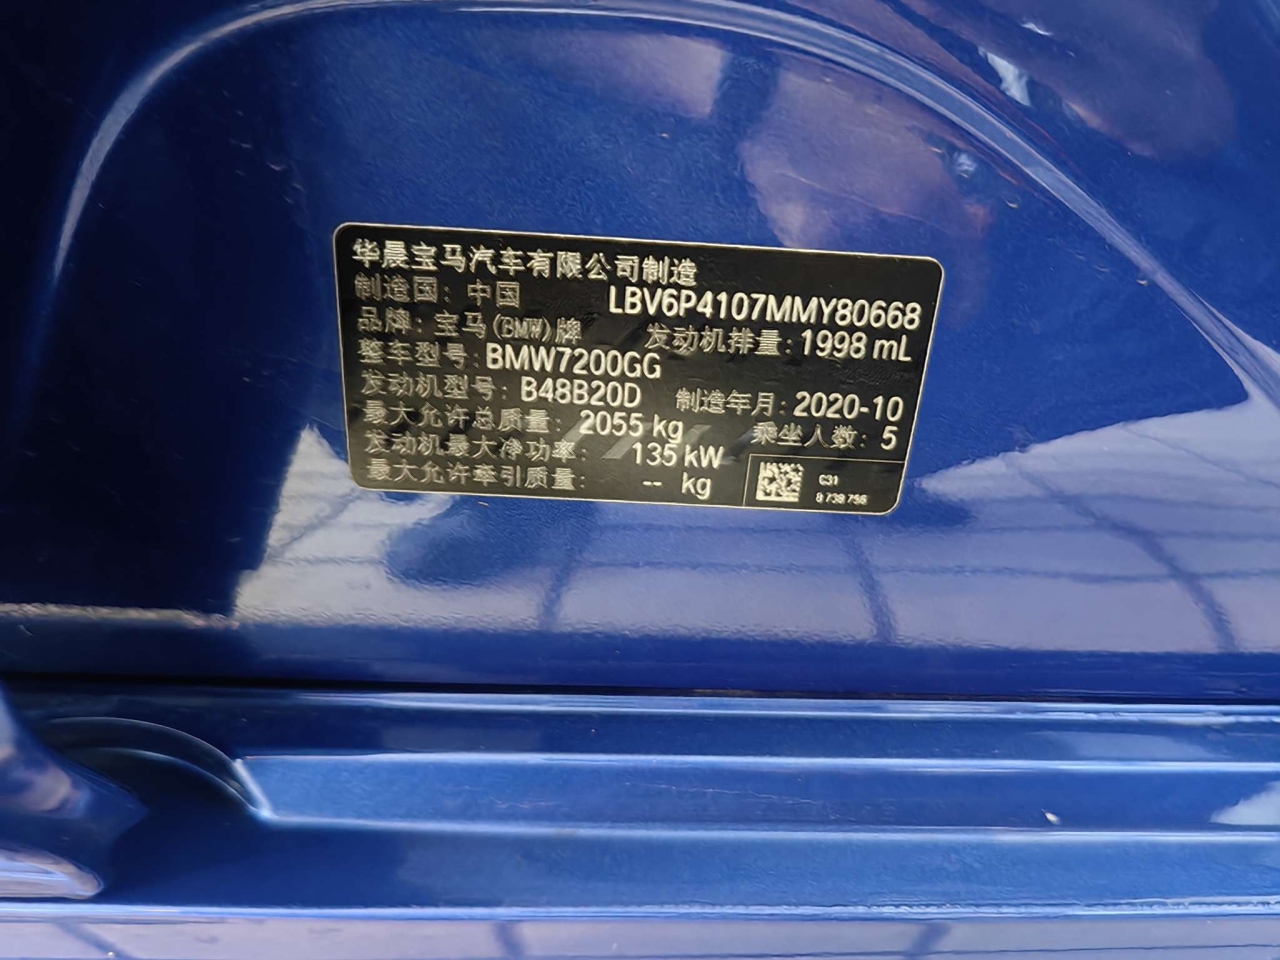 华晨宝马汽车有限公司制造
制造国: 中国 LBV6P4107MMY80668
品牌: 宝马(BMW)牌 发动机排量: 1998 mL
整车型号: BMW7200GG
发动机型号: B48B20D 制造年月: 2020-10
最大允许总质量: 2055 kg 乘坐人数: 5
发动机最大净功率: 135 kW
最大允许牵引质量: -- kg
C31
8 738 796